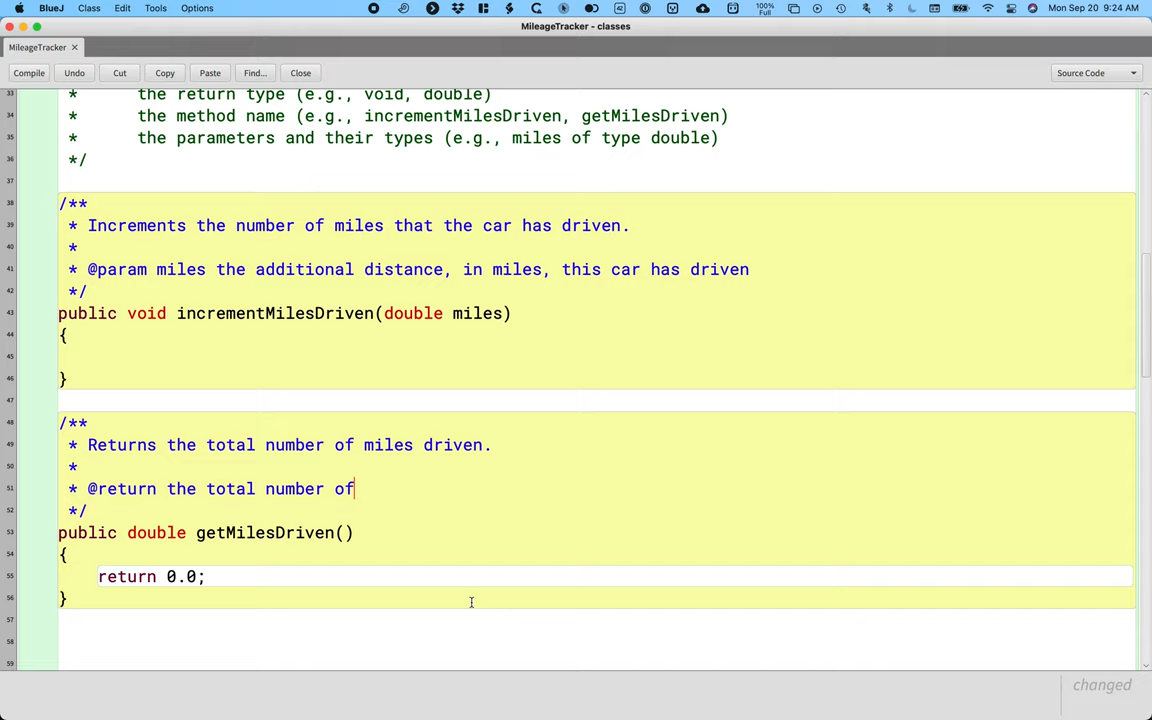 BlueJ Class Edit Tools Options 42 100% Full Mon Sep 20 9:24 AM
MileageTracker - classes
MileageTracker ✕
Compile Undo Cut Copy Paste Find... Close Source Code
33 * the return type (e.g., void, double)
34 * the method name (e.g., incrementMilesDriven, getMilesDriven)
35 * the parameters and their types (e.g., miles of type double)
36 */
37
38 /**
39 * Increments the number of miles that the car has driven.
40 *
41 * @param miles the additional distance, in miles, this car has driven
42 */
43 public void incrementMilesDriven(double miles)
44 {
45
46 }
47
48 /**
49 * Returns the total number of miles driven.
50 *
51 * @return the total number of
52 */
53 public double getMilesDriven()
54 {
55 return 0.0;
56 }
57
58
59
changed